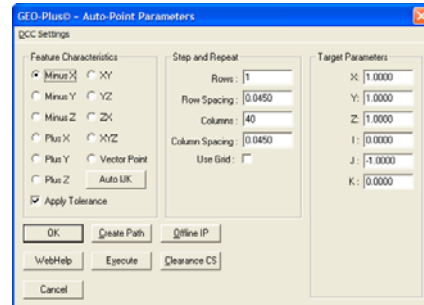 GEO-Plus© - Auto-Point Parameters
DCC Settings
Feature Characteristics
Minus X XY
Minus Y YZ
Minus Z ZX
Plus X XYZ
Plus Y Vector Point
Plus Z Auto IJK
Apply Tolerance
Step and Repeat
Rows: 1
Row Spacing: 0.0450
Columns: 40
Column Spacing: 0.0450
Use Grid:
Target Parameters
X: 1.0000
Y: 1.0000
Z: 1.0000
I: 0.0000
J: -1.0000
K: 0.0000
OK Create Path Offline IP
WebHelp Execute Clearance CS
Cancel